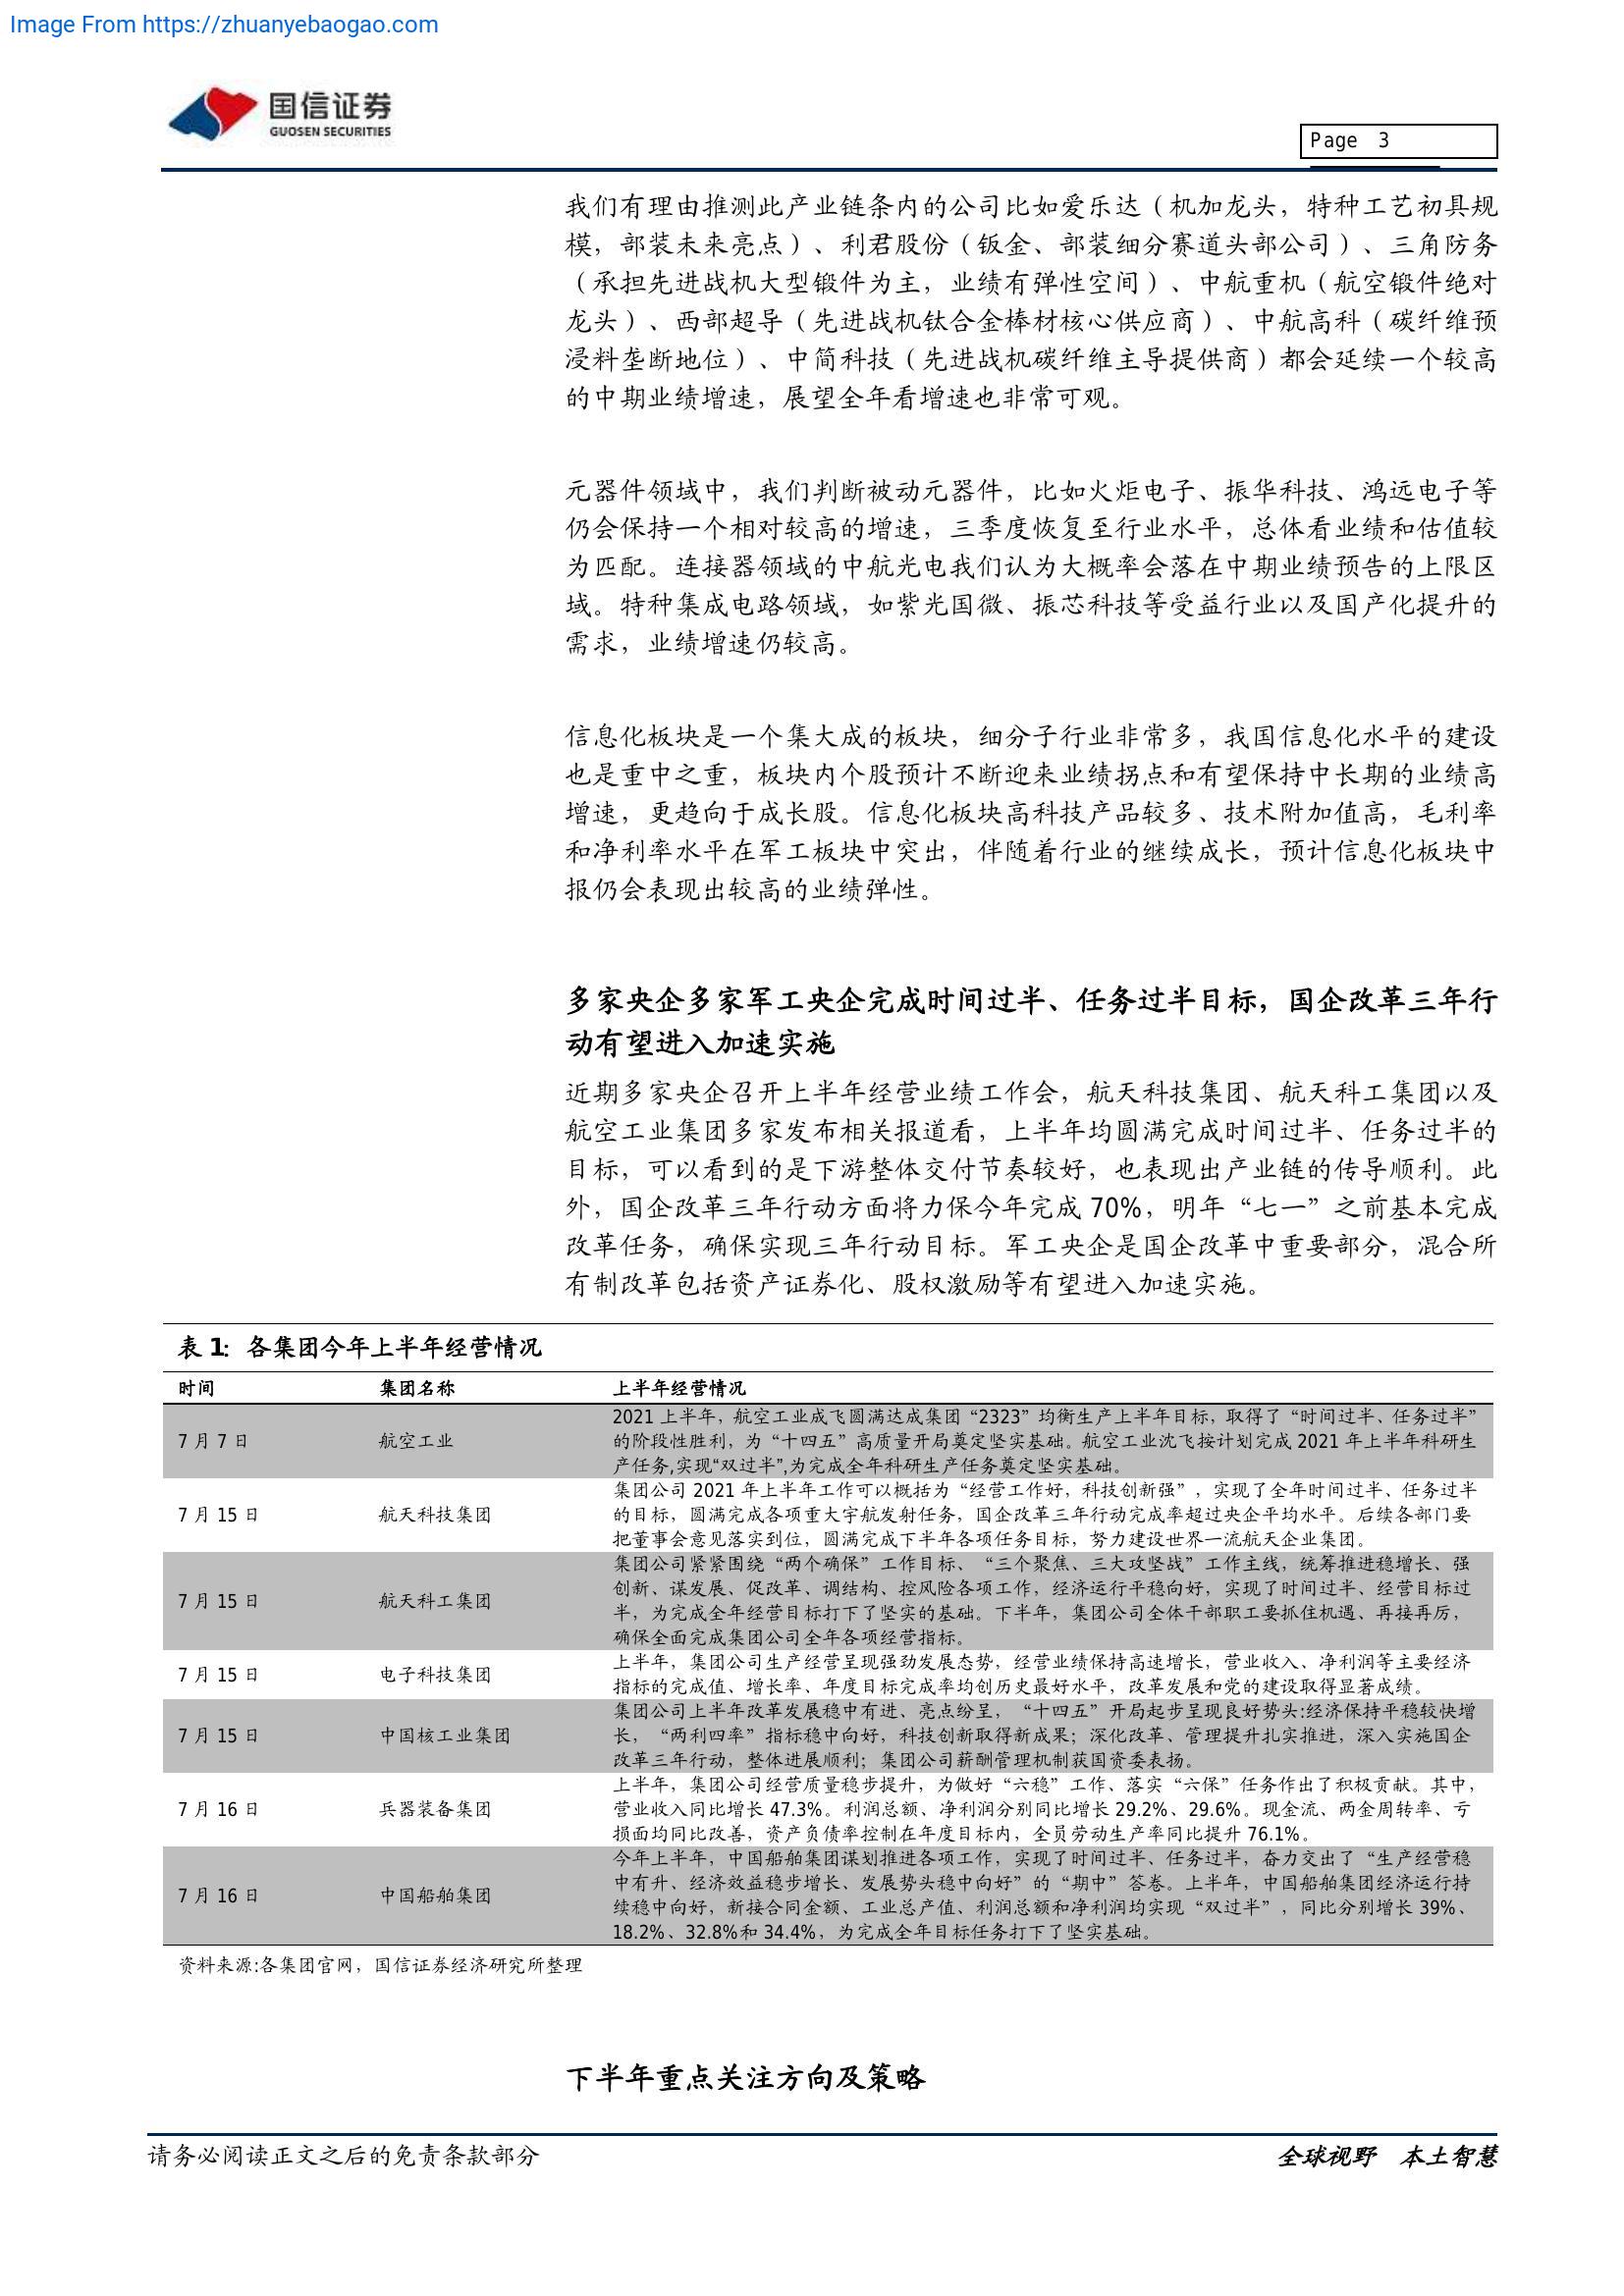 Image From https://zhuanyebaogao.com
国信证券
GUOSEN SECURITIES
Page 3
我们有理由推测此产业链条内的公司比如爱乐达（机加龙头，特种工艺初具规
模，部装未来亮点）、利君股份（钣金、部装细分赛道头部公司）、三角防务
（承担先进战机大型锻件为主，业绩有弹性空间）、中航重机（航空锻件绝对
龙头）、西部超导（先进战机钛合金棒材核心供应商）、中航高科（碳纤维预
浸料垄断地位）、中简科技（先进战机碳纤维主导提供商）都会延续一个较高
的中期业绩增速，展望全年看增速也非常可观。
元器件领域中，我们判断被动元器件，比如火炬电子、振华科技、鸿远电子等
仍会保持一个相对较高的增速，三季度恢复至行业水平，总体看业绩和估值较
为匹配。连接器领域的中航光电我们认为大概率会落在中期业绩预告的上限区
域。特种集成电路领域，如紫光国微、振芯科技等受益行业以及国产化提升的
需求，业绩增速仍较高。
信息化板块是一个集大成的板块，细分子行业非常多，我国信息化水平的建设
也是重中之重，板块内个股预计不断迎来业绩拐点和有望保持中长期的业绩高
增速，更趋向于成长股。信息化板块高科技产品较多、技术附加值高，毛利率
和净利率水平在军工板块中突出，伴随着行业的继续成长，预计信息化板块中
报仍会表现出较高的业绩弹性。
多家央企多家军工央企完成时间过半、任务过半目标，国企改革三年行
动有望进入加速实施
近期多家央企召开上半年经营业绩工作会，航天科技集团、航天科工集团以及
航空工业集团多家发布相关报道看，上半年均圆满完成时间过半、任务过半的
目标，可以看到的是下游整体交付节奏较好，也表现出产业链的传导顺利。此
外，国企改革三年行动方面将力保今年完成 70%，明年“七一”之前基本完成
改革任务，确保实现三年行动目标。军工央企是国企改革中重要部分，混合所
有制改革包括资产证券化、股权激励等有望进入加速实施。
表 1：各集团今年上半年经营情况
时间 集团名称 上半年经营情况
2021 上半年，航空工业成飞圆满达成集团“2323”均衡生产上半年目标，取得了“时间过半、任务过半”
7 月 7 日 航空工业 的阶段性胜利，为“十四五”高质量开局奠定坚实基础。航空工业沈飞按计划完成 2021 年上半年科研生
产任务,实现“双过半”,为完成全年科研生产任务奠定坚实基础。
集团公司 2021 年上半年工作可以概括为“经营工作好，科技创新强”，实现了全年时间过半、任务过半
7 月 15 日 航天科技集团 的目标，圆满完成各项重大宇航发射任务，国企改革三年行动完成率超过央企平均水平。后续各部门要
把董事会意见落实到位，圆满完成下半年各项任务目标，努力建设世界一流航天企业集团。
集团公司紧紧围绕“两个确保”工作目标、“三个聚焦、三大攻坚战”工作主线，统筹推进稳增长、强
创新、谋发展、促改革、调结构、控风险各项工作，经济运行平稳向好，实现了时间过半、经营目标过
7 月 15 日 航天科工集团 半，为完成全年经营目标打下了坚实的基础。下半年，集团公司全体干部职工要抓住机遇、再接再厉，
确保全面完成集团公司全年各项经营指标。
上半年，集团公司生产经营呈现强劲发展态势，经营业绩保持高速增长，营业收入、净利润等主要经济
7 月 15 日 电子科技集团 指标的完成值、增长率、年度目标完成率均创历史最好水平，改革发展和党的建设取得显著成绩。
集团公司上半年改革发展稳中有进、亮点纷呈，“十四五”开局起步呈现良好势头:经济保持平稳较快增
7 月 15 日 中国核工业集团 长，“两利四率”指标稳中向好，科技创新取得新成果；深化改革、管理提升扎实推进，深入实施国企
改革三年行动，整体进展顺利；集团公司薪酬管理机制获国资委表扬。
上半年，集团公司经营质量稳步提升，为做好“六稳”工作、落实“六保”任务作出了积极贡献。其中，
7 月 16 日 兵器装备集团 营业收入同比增长 47.3%。利润总额、净利润分别同比增长 29.2%、29.6%。现金流、两金周转率、亏
损面均同比改善，资产负债率控制在年度目标内，全员劳动生产率同比提升 76.1%。
今年上半年，中国船舶集团谋划推进各项工作，实现了时间过半、任务过半，奋力交出了“生产经营稳
中有升、经济效益稳步增长、发展势头稳中向好”的“期中”答卷。上半年，中国船舶集团经济运行持
7 月 16 日 中国船舶集团 续稳中向好，新接合同金额、工业总产值、利润总额和净利润均实现“双过半”，同比分别增长 39%、
18.2%、32.8%和 34.4%，为完成全年目标任务打下了坚实基础。
资料来源:各集团官网，国信证券经济研究所整理
下半年重点关注方向及策略
请务必阅读正文之后的免责条款部分 全球视野 本土智慧